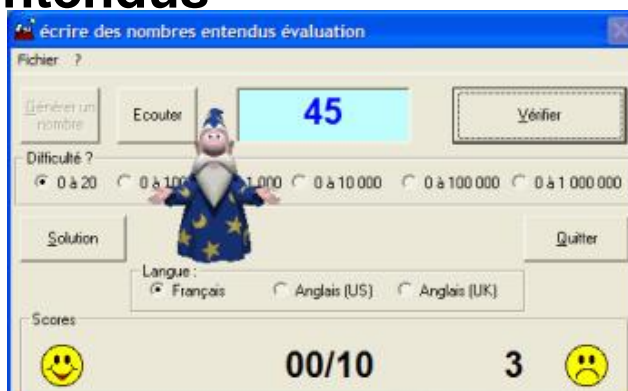 ntendus
écrire des nombres entendus évaluation
Fichier ?
Générer un nombre
Ecouter
45
Vérifier
Difficulté ?
0 à 20 0 à 100 1 000 0 à 10 000 0 à 100 000 0 à 1 000 000
Solution
Quitter
Langue :
Français Anglais (US) Anglais (UK)
Scores
00/10 3